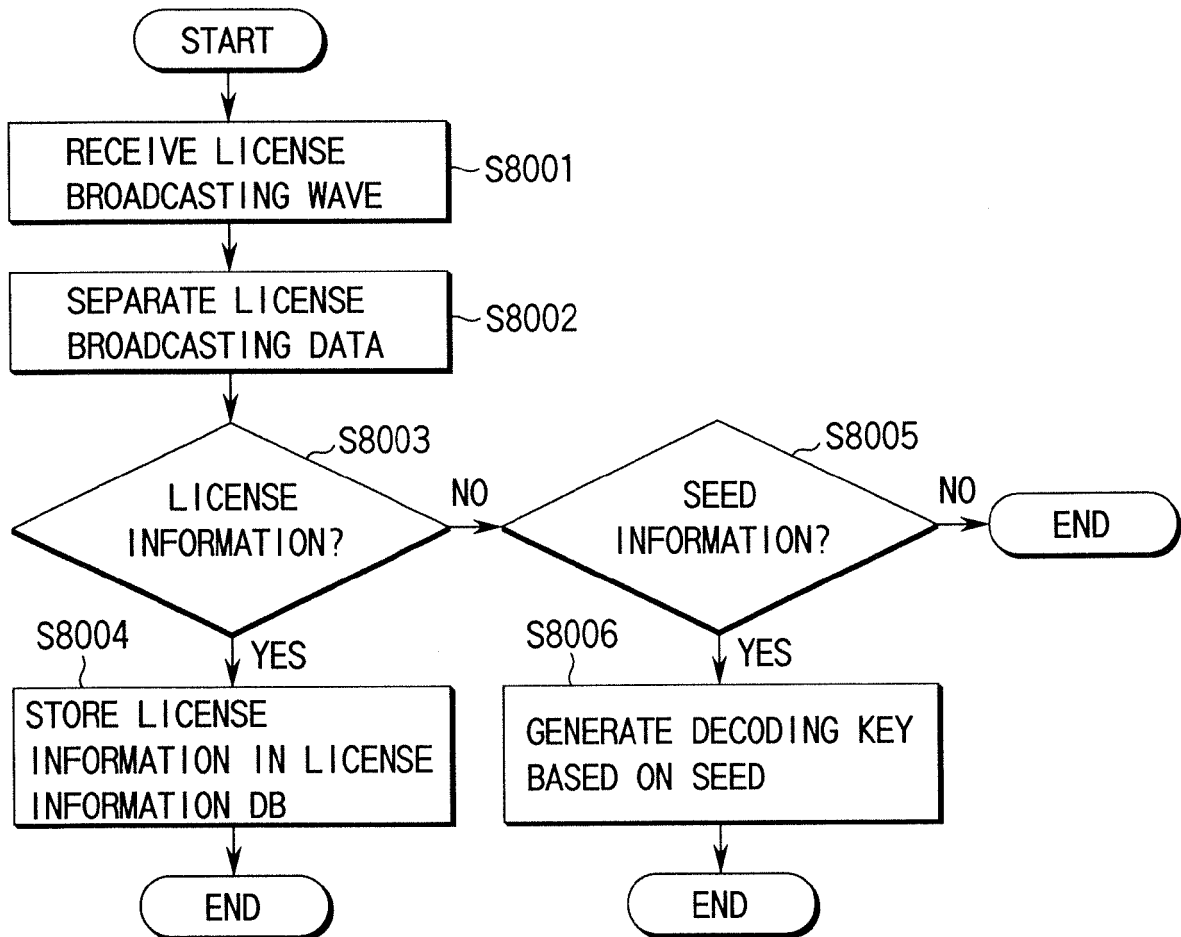 START
RECEIVE LICENSE
BROADCASTING WAVE
S8001
SEPARATE LICENSE
BROADCASTING DATA
S8002
S8003
LICENSE
INFORMATION?
NO
S8005
SEED
INFORMATION?
NO
END
S8004
YES
STORE LICENSE
INFORMATION IN LICENSE
INFORMATION DB
END
S8006
YES
GENERATE DECODING KEY
BASED ON SEED
END